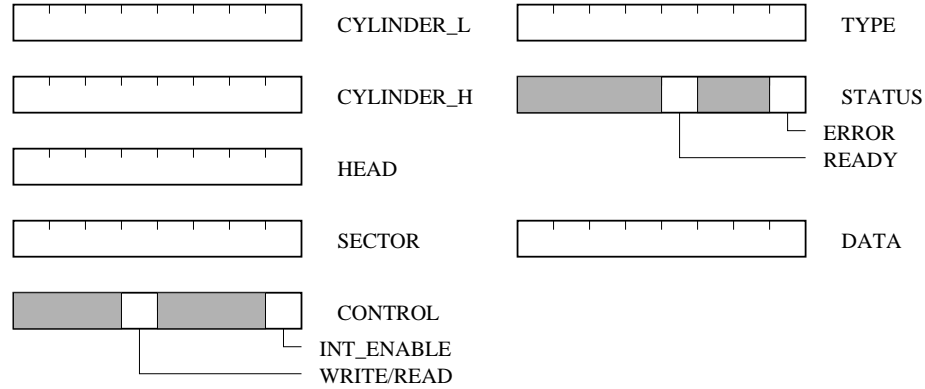 CYLINDER_L
TYPE
CYLINDER_H
STATUS
ERROR
READY
HEAD
SECTOR
DATA
CONTROL
INT_ENABLE
WRITE/READ